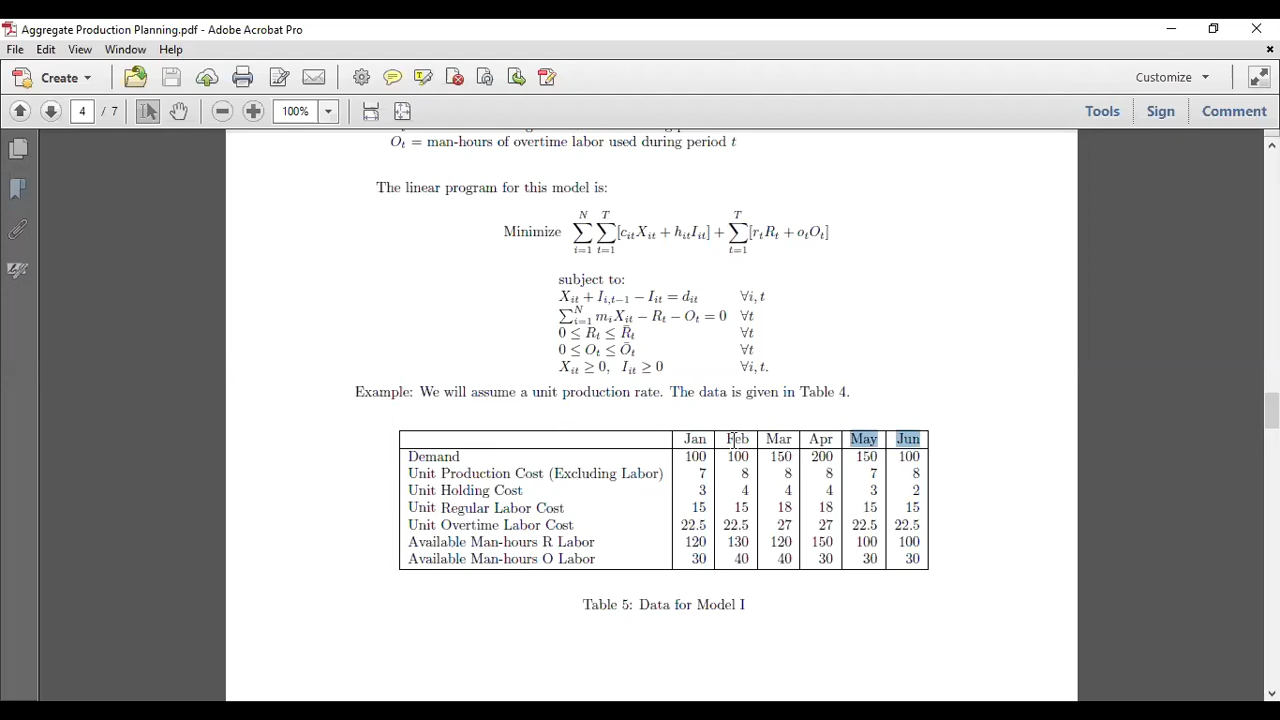 Aggregate Production Planning.pdf - Adobe Acrobat Pro
File Edit View Window Help
Create Customize
4 / 7 100% Tools Sign Comment
O_t = man-hours of overtime labor used during period t
The linear program for this model is:
Minimize \sum_{i=1}^{N} \sum_{t=1}^{T} [c_{it}X_{it} + h_{it}I_{it}] + \sum_{t=1}^{T} [r_tR_t + o_tO_t]
subject to:
X_{it} + I_{i,t-1} − I_{it} = d_{it} ∀i, t
\sum_{i=1}^{N} m_iX_{it} − R_t − O_t = 0 ∀t
0 ≤ R_t ≤ \bar{R}_t ∀t
0 ≤ O_t ≤ \bar{O}_t ∀t
X_{it} ≥ 0, I_{it} ≥ 0 ∀i, t.
Example: We will assume a unit production rate. The data is given in Table 4.
Jan Feb Mar Apr May Jun
Demand 100 100 150 200 150 100
Unit Production Cost (Excluding Labor) 7 8 8 8 7 8
Unit Holding Cost 3 4 4 4 3 2
Unit Regular Labor Cost 15 15 18 18 15 15
Unit Overtime Labor Cost 22.5 22.5 27 27 22.5 22.5
Available Man-hours R Labor 120 130 120 150 100 100
Available Man-hours O Labor 30 40 40 30 30 30
Table 5: Data for Model I